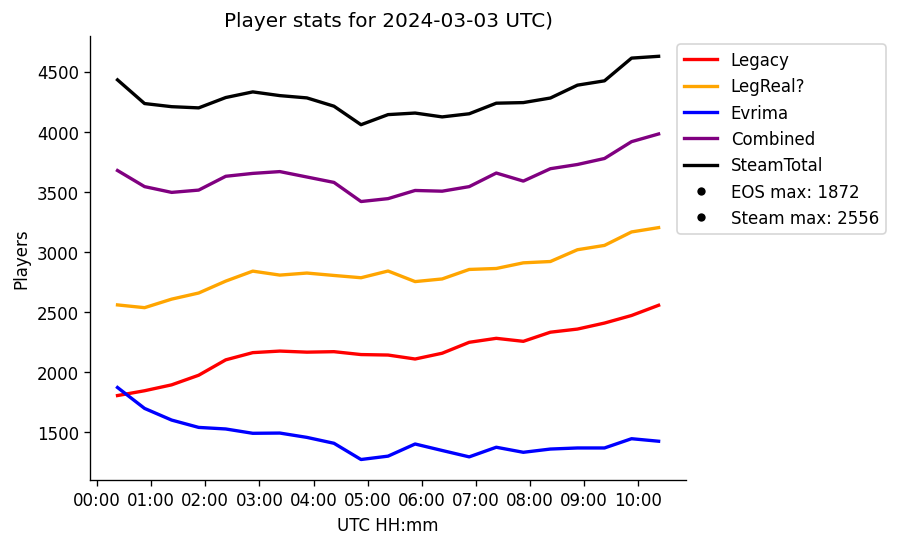 Player stats for 2024-03-03 UTC)
Legacy
LegReal?
Evrima
Combined
SteamTotal
EOS max: 1872
Steam max: 2556
Players
4500
4000
3500
3000
2500
2000
1500
00:00 01:00 02:00 03:00 04:00 05:00 06:00 07:00 08:00 09:00 10:00
UTC HH:mm